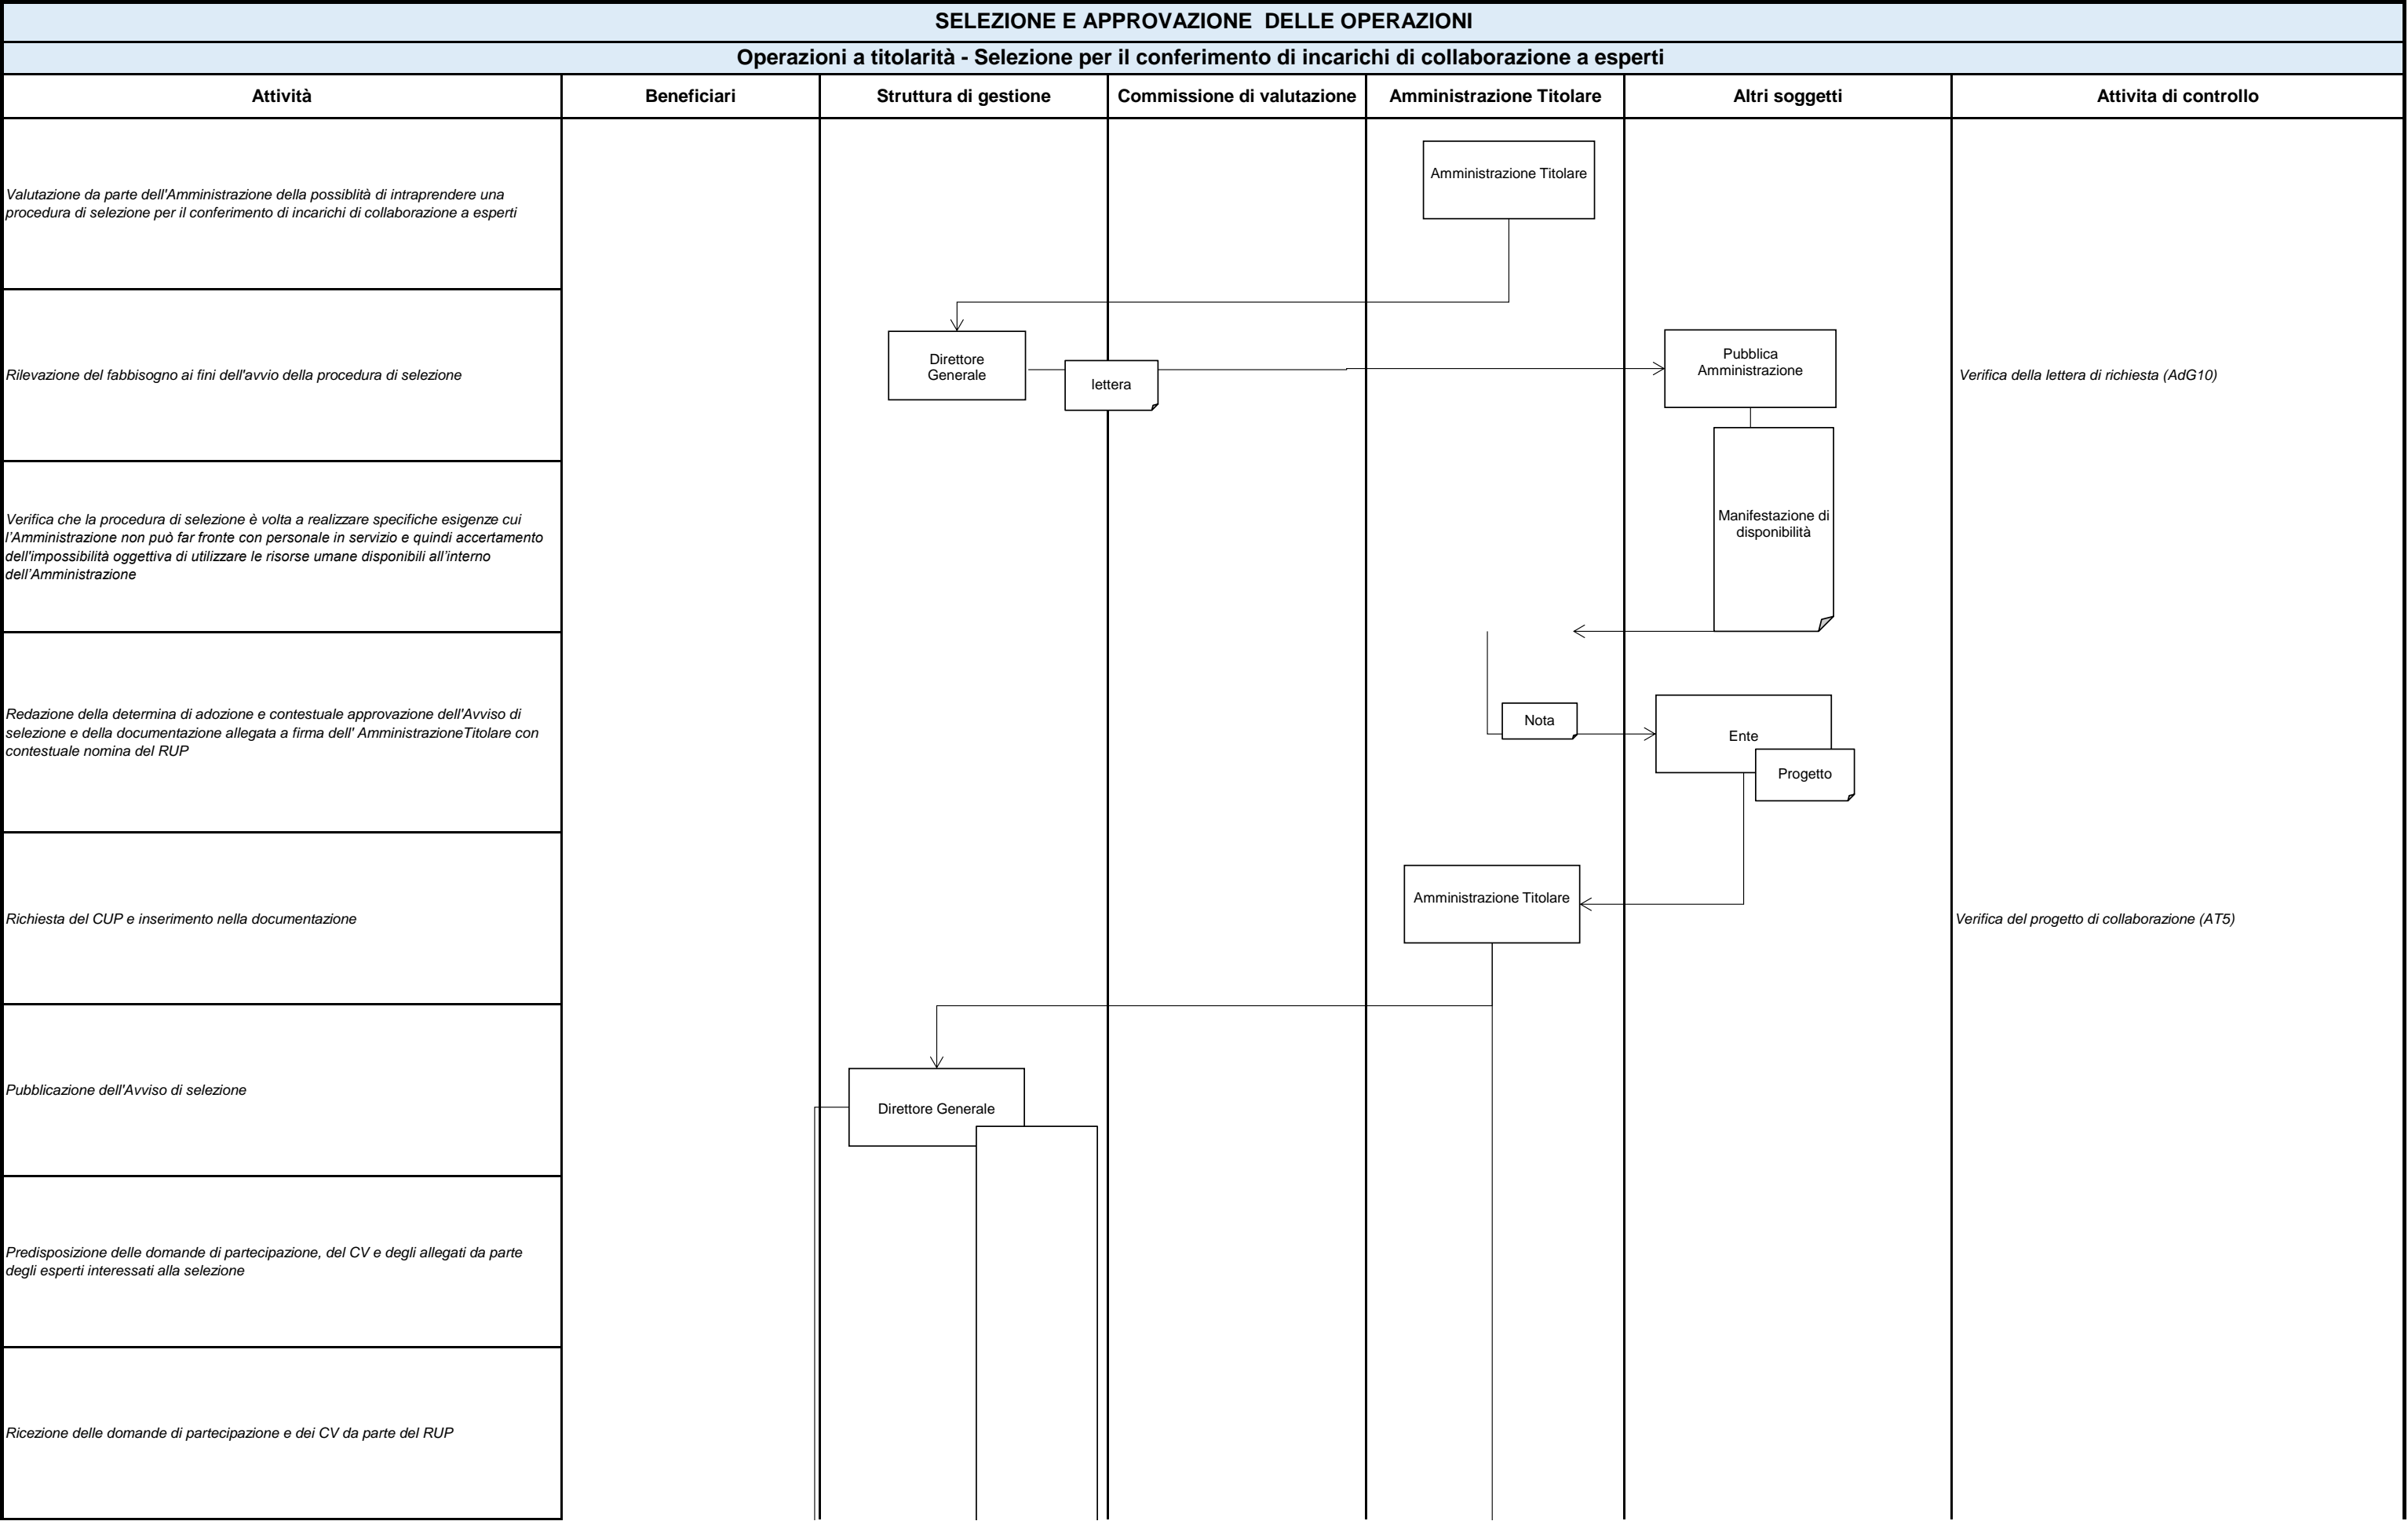 SELEZIONE E APPROVAZIONE  DELLE OPERAZIONI
Operazioni a titolarità - Selezione per il conferimento di incarichi di collaborazione a esperti
Attività
Beneficiari
Struttura di gestione
Commissione di valutazione
Amministrazione Titolare
Altri soggetti
Attivita di controllo
Valutazione da parte dell'Amministrazione della possiblità di intraprendere una
procedura di selezione per il conferimento di incarichi di collaborazione a esperti
Amministrazione Titolare
Rilevazione del fabbisogno ai fini dell'avvio della procedura di selezione
Direttore
Generale
lettera
Pubblica
Amministrazione
Verifica della lettera di richiesta (AdG10)
Verifica che la procedura di selezione è volta a realizzare specifiche esigenze cui
l’Amministrazione non può far fronte con personale in servizio e quindi accertamento
dell'impossibilità oggettiva di utilizzare le risorse umane disponibili all’interno
dell’Amministrazione
Manifestazione di
disponibilità
Redazione della determina di adozione e contestuale approvazione dell'Avviso di
selezione e della documentazione allegata a firma dell' AmministrazioneTitolare con
contestuale nomina del RUP
Nota
Ente
Progetto
Richiesta del CUP e inserimento nella documentazione
Amministrazione Titolare
Verifica del progetto di collaborazione (AT5)
Pubblicazione dell'Avviso di selezione
Direttore Generale
Predisposizione delle domande di partecipazione, del CV e degli allegati da parte
degli esperti interessati alla selezione
Ricezione delle domande di partecipazione e dei CV da parte del RUP